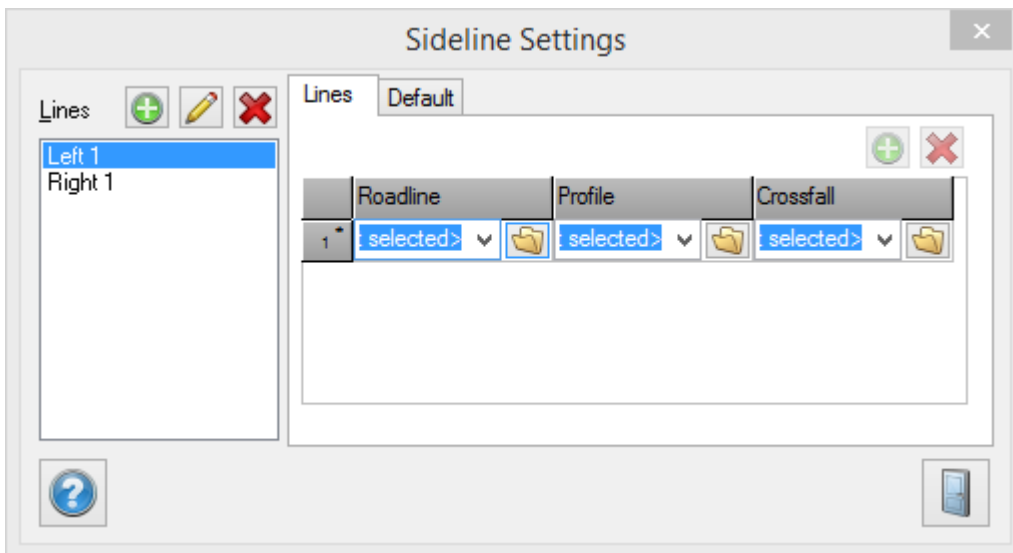 Sideline Settings
Lines
Left 1
Right 1
Lines Default
Roadline Profile Crossfall
1 * : selected> : selected> : selected>